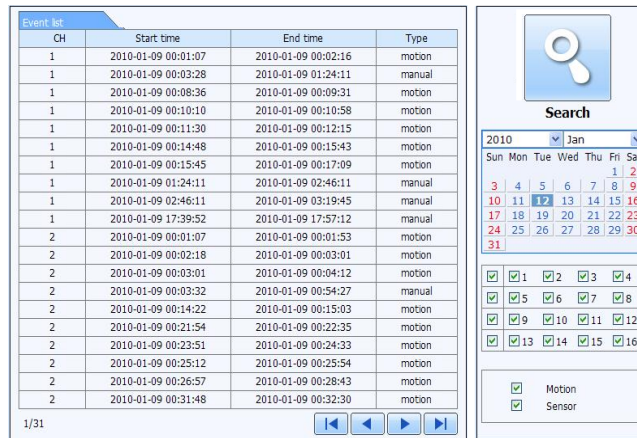 Event list
CH Start time End time Type
1 2010-01-09 00:01:07 2010-01-09 00:02:16 motion
1 2010-01-09 00:03:28 2010-01-09 01:24:11 manual
1 2010-01-09 00:08:36 2010-01-09 00:09:31 motion
1 2010-01-09 00:10:10 2010-01-09 00:10:58 motion
1 2010-01-09 00:11:30 2010-01-09 00:12:15 motion
1 2010-01-09 00:14:48 2010-01-09 00:15:43 motion
1 2010-01-09 00:15:45 2010-01-09 00:17:09 motion
1 2010-01-09 01:24:11 2010-01-09 02:46:11 manual
1 2010-01-09 02:46:11 2010-01-09 03:19:45 manual
1 2010-01-09 17:39:52 2010-01-09 17:57:12 manual
2 2010-01-09 00:01:07 2010-01-09 00:01:53 motion
2 2010-01-09 00:02:18 2010-01-09 00:03:01 motion
2 2010-01-09 00:03:01 2010-01-09 00:04:12 motion
2 2010-01-09 00:03:32 2010-01-09 00:54:27 manual
2 2010-01-09 00:14:22 2010-01-09 00:15:03 motion
2 2010-01-09 00:21:54 2010-01-09 00:22:35 motion
2 2010-01-09 00:23:51 2010-01-09 00:24:33 motion
2 2010-01-09 00:25:12 2010-01-09 00:25:54 motion
2 2010-01-09 00:26:57 2010-01-09 00:28:43 motion
2 2010-01-09 00:31:48 2010-01-09 00:32:30 motion
1/31
Search
2010 Jan
Sun Mon Tue Wed Thu Fri Sa
1 2
3 4 5 6 7 8 9
10 11 12 13 14 15 16
17 18 19 20 21 22 23
24 25 26 27 28 29 30
31
1 2 3 4
5 6 7 8
9 10 11 12
13 14 15 16
Motion
Sensor